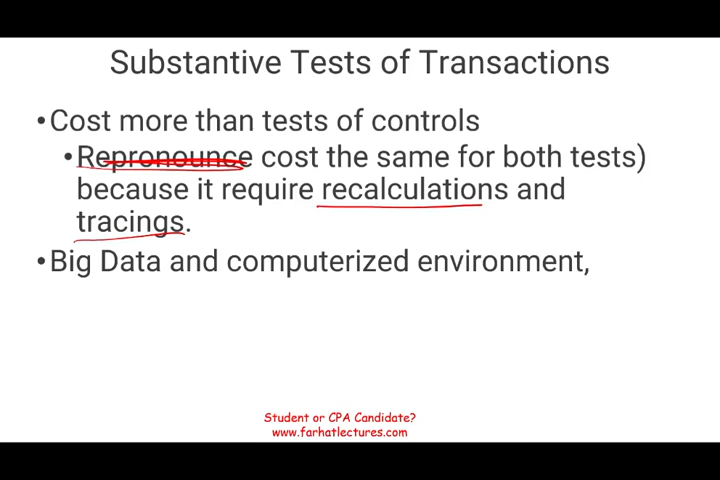 Substantive Tests of Transactions
•Cost more than tests of controls
•Repronounce cost the same for both tests)
because it require recalculations and
tracings.
•Big Data and computerized environment,
Student or CPA Candidate?
www.farhatlectures.com